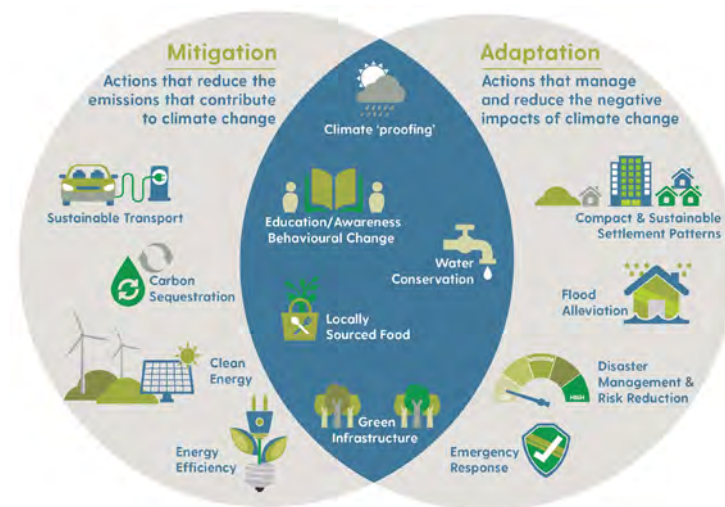 Mitigation
Actions that reduce the
emissions that contribute
to climate change
Sustainable Transport
Carbon
Sequestration
Clean
Energy
Energy
Efficiency
Climate 'proofing'
Education/Awareness
Behavioural Change
Water
Conservation
Locally
Sourced Food
Green
Infrastructure
Adaptation
Actions that manage
and reduce the negative
impacts of climate change
Compact & Sustainable
Settlement Patterns
Flood
Alleviation
Disaster
Management &
Risk Reduction
HIGH
Emergency
Response